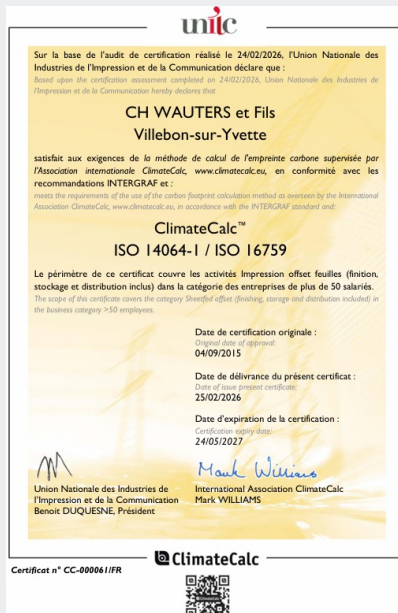 unïic
Sur la base de l'audit de certification réalisé le 24/02/2026, l'Union Nationale des
Industries de l'Impression et de la Communication déclare que :
Based upon the certification assessment completed on 24/02/2026, Union Nationale des Industries de
l'Impression et de la Communication hereby declares that
CH WAUTERS et Fils
Villebon-sur-Yvette
satisfait aux exigences de la méthode de calcul de l'empreinte carbone supervisée par
l'Association internationale ClimateCalc, www.climatecalc.eu, en conformité avec les
recommandations INTERGRAF et :
meets the requirements of the use of the carbon footprint calculation method as overseen by the International
Association ClimateCalc, www.climatecalc.eu, in accordance with the INTERGRAF standard and:
ClimateCalc™
ISO 14064-1 / ISO 16759
Le périmètre de ce certificat couvre les activités Impression offset feuilles (finition,
stockage et distribution inclus) dans la catégorie des entreprises de plus de 50 salariés.
The scope of this certificate covers the category Sheetfed offset (finishing, storage and distribution included) in
the business category >50 employees.
Date de certification originale :
Original date of approval:
04/09/2015
Date de délivrance du présent certificat :
Date of issue present certificate:
25/02/2026
Date d'expiration de la certification :
Certification expiry date:
24/05/2027
Mark Williams
Union Nationale des Industries de
l'Impression et de la Communication
Benoit DUQUESNE, Président
International Association ClimateCalc
Mark WILLIAMS
ClimateCalc
Certificat n° CC-000061/FR